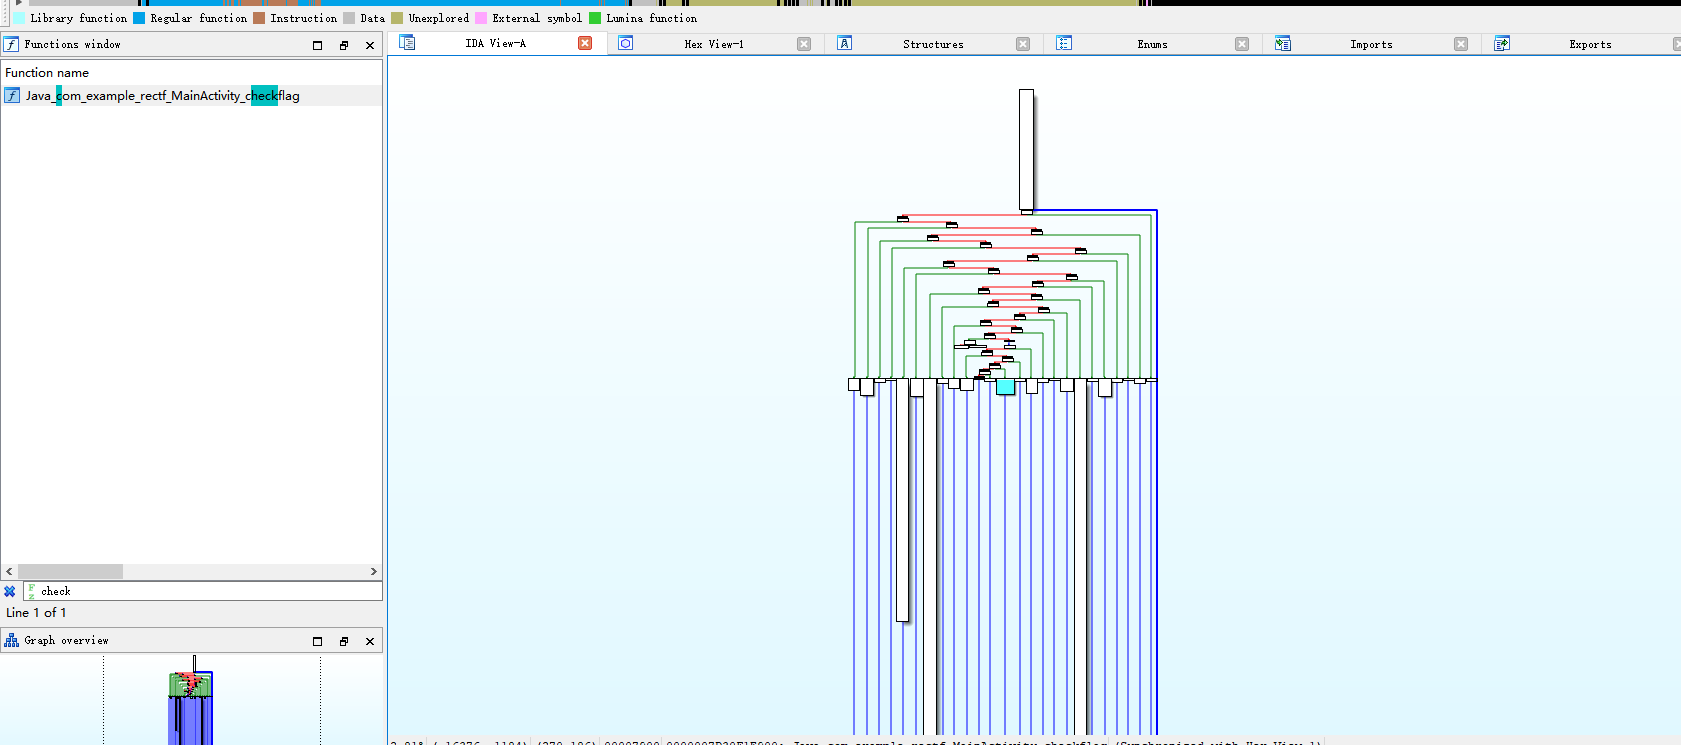 Library function Regular function Instruction Data Unexplored External symbol Lumina function
Functions window
IDA View-A Hex View-1 Structures Enums Imports Exports
Function name
Java_com_example_rectf_MainActivity_checkflag
check
Line 1 of 1
Graph overview